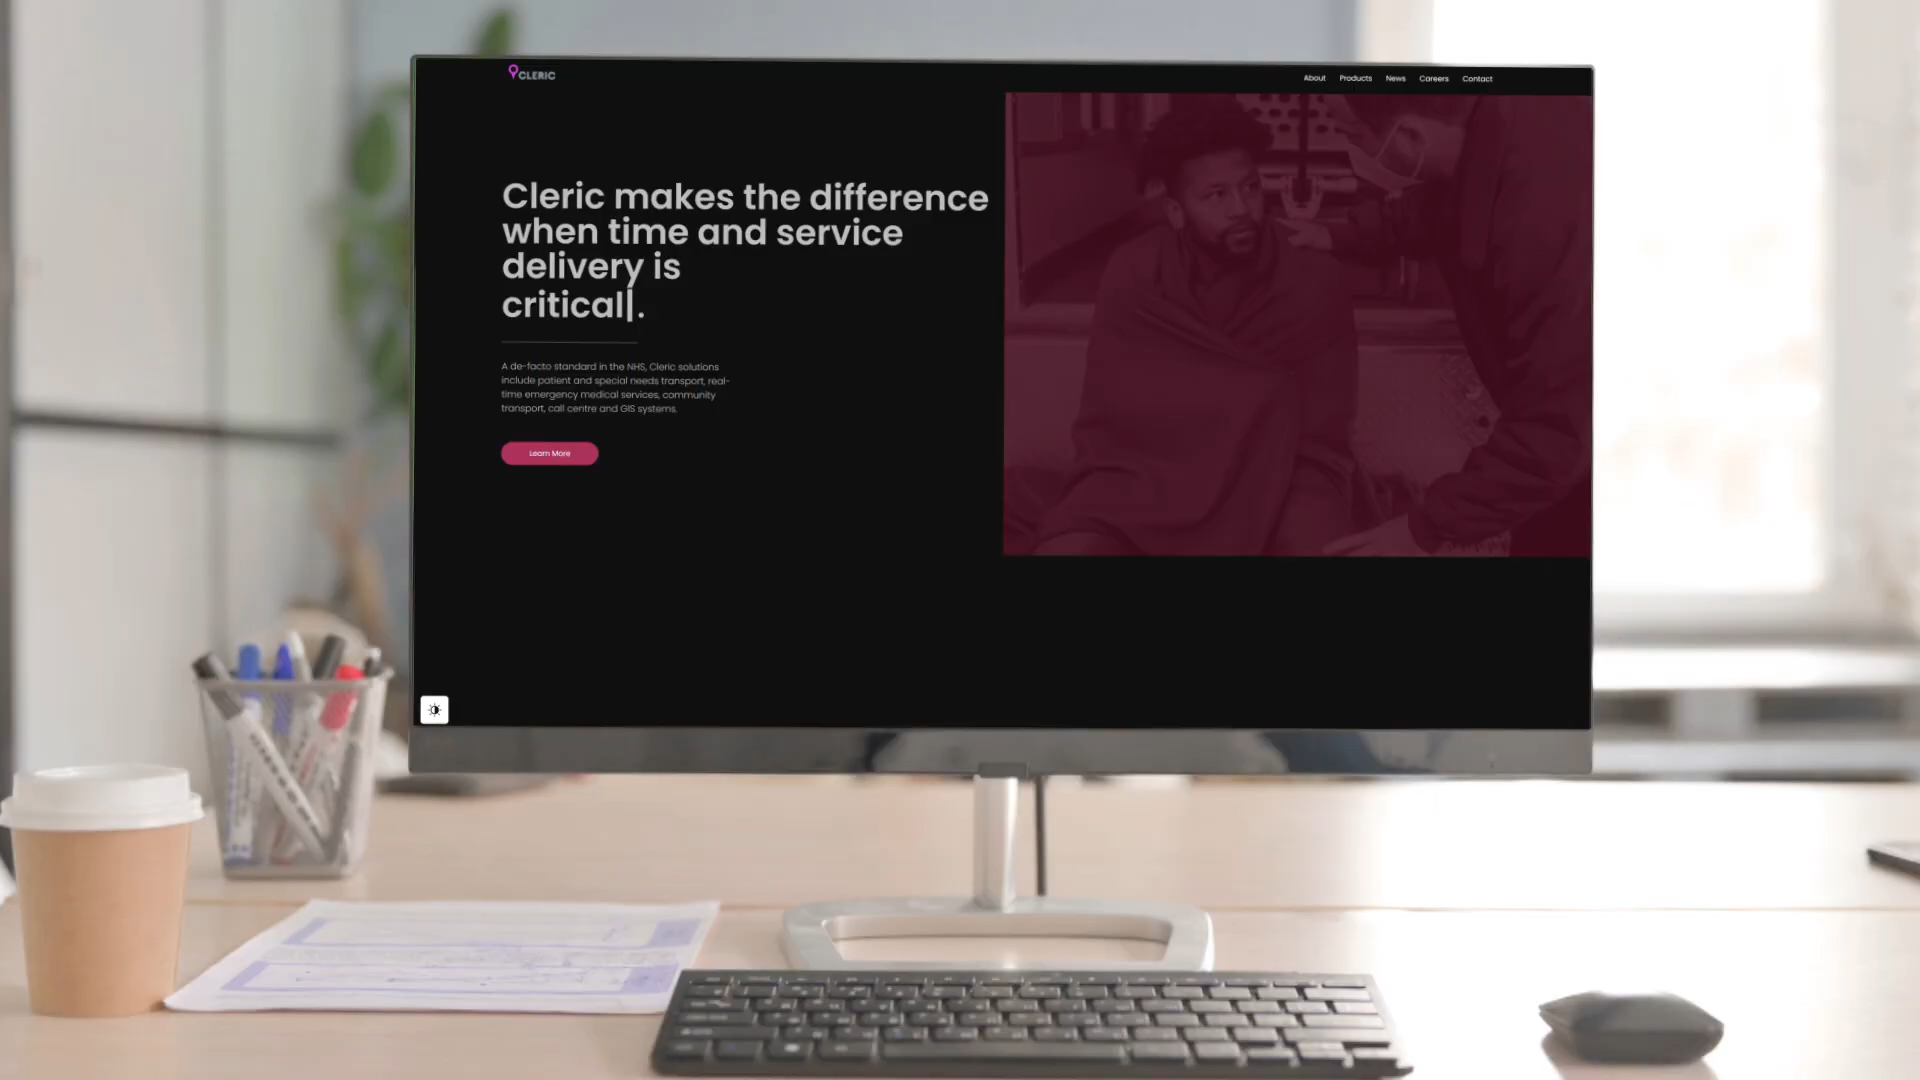 CLERIC
About Products News Careers Contact
Cleric makes the difference
when time and service
delivery is
critical|.
A de-facto standard in the NHS, Cleric solutions
include patient and special needs transport, real-
time emergency medical services, community
transport, call centre and GIS systems.
Learn More